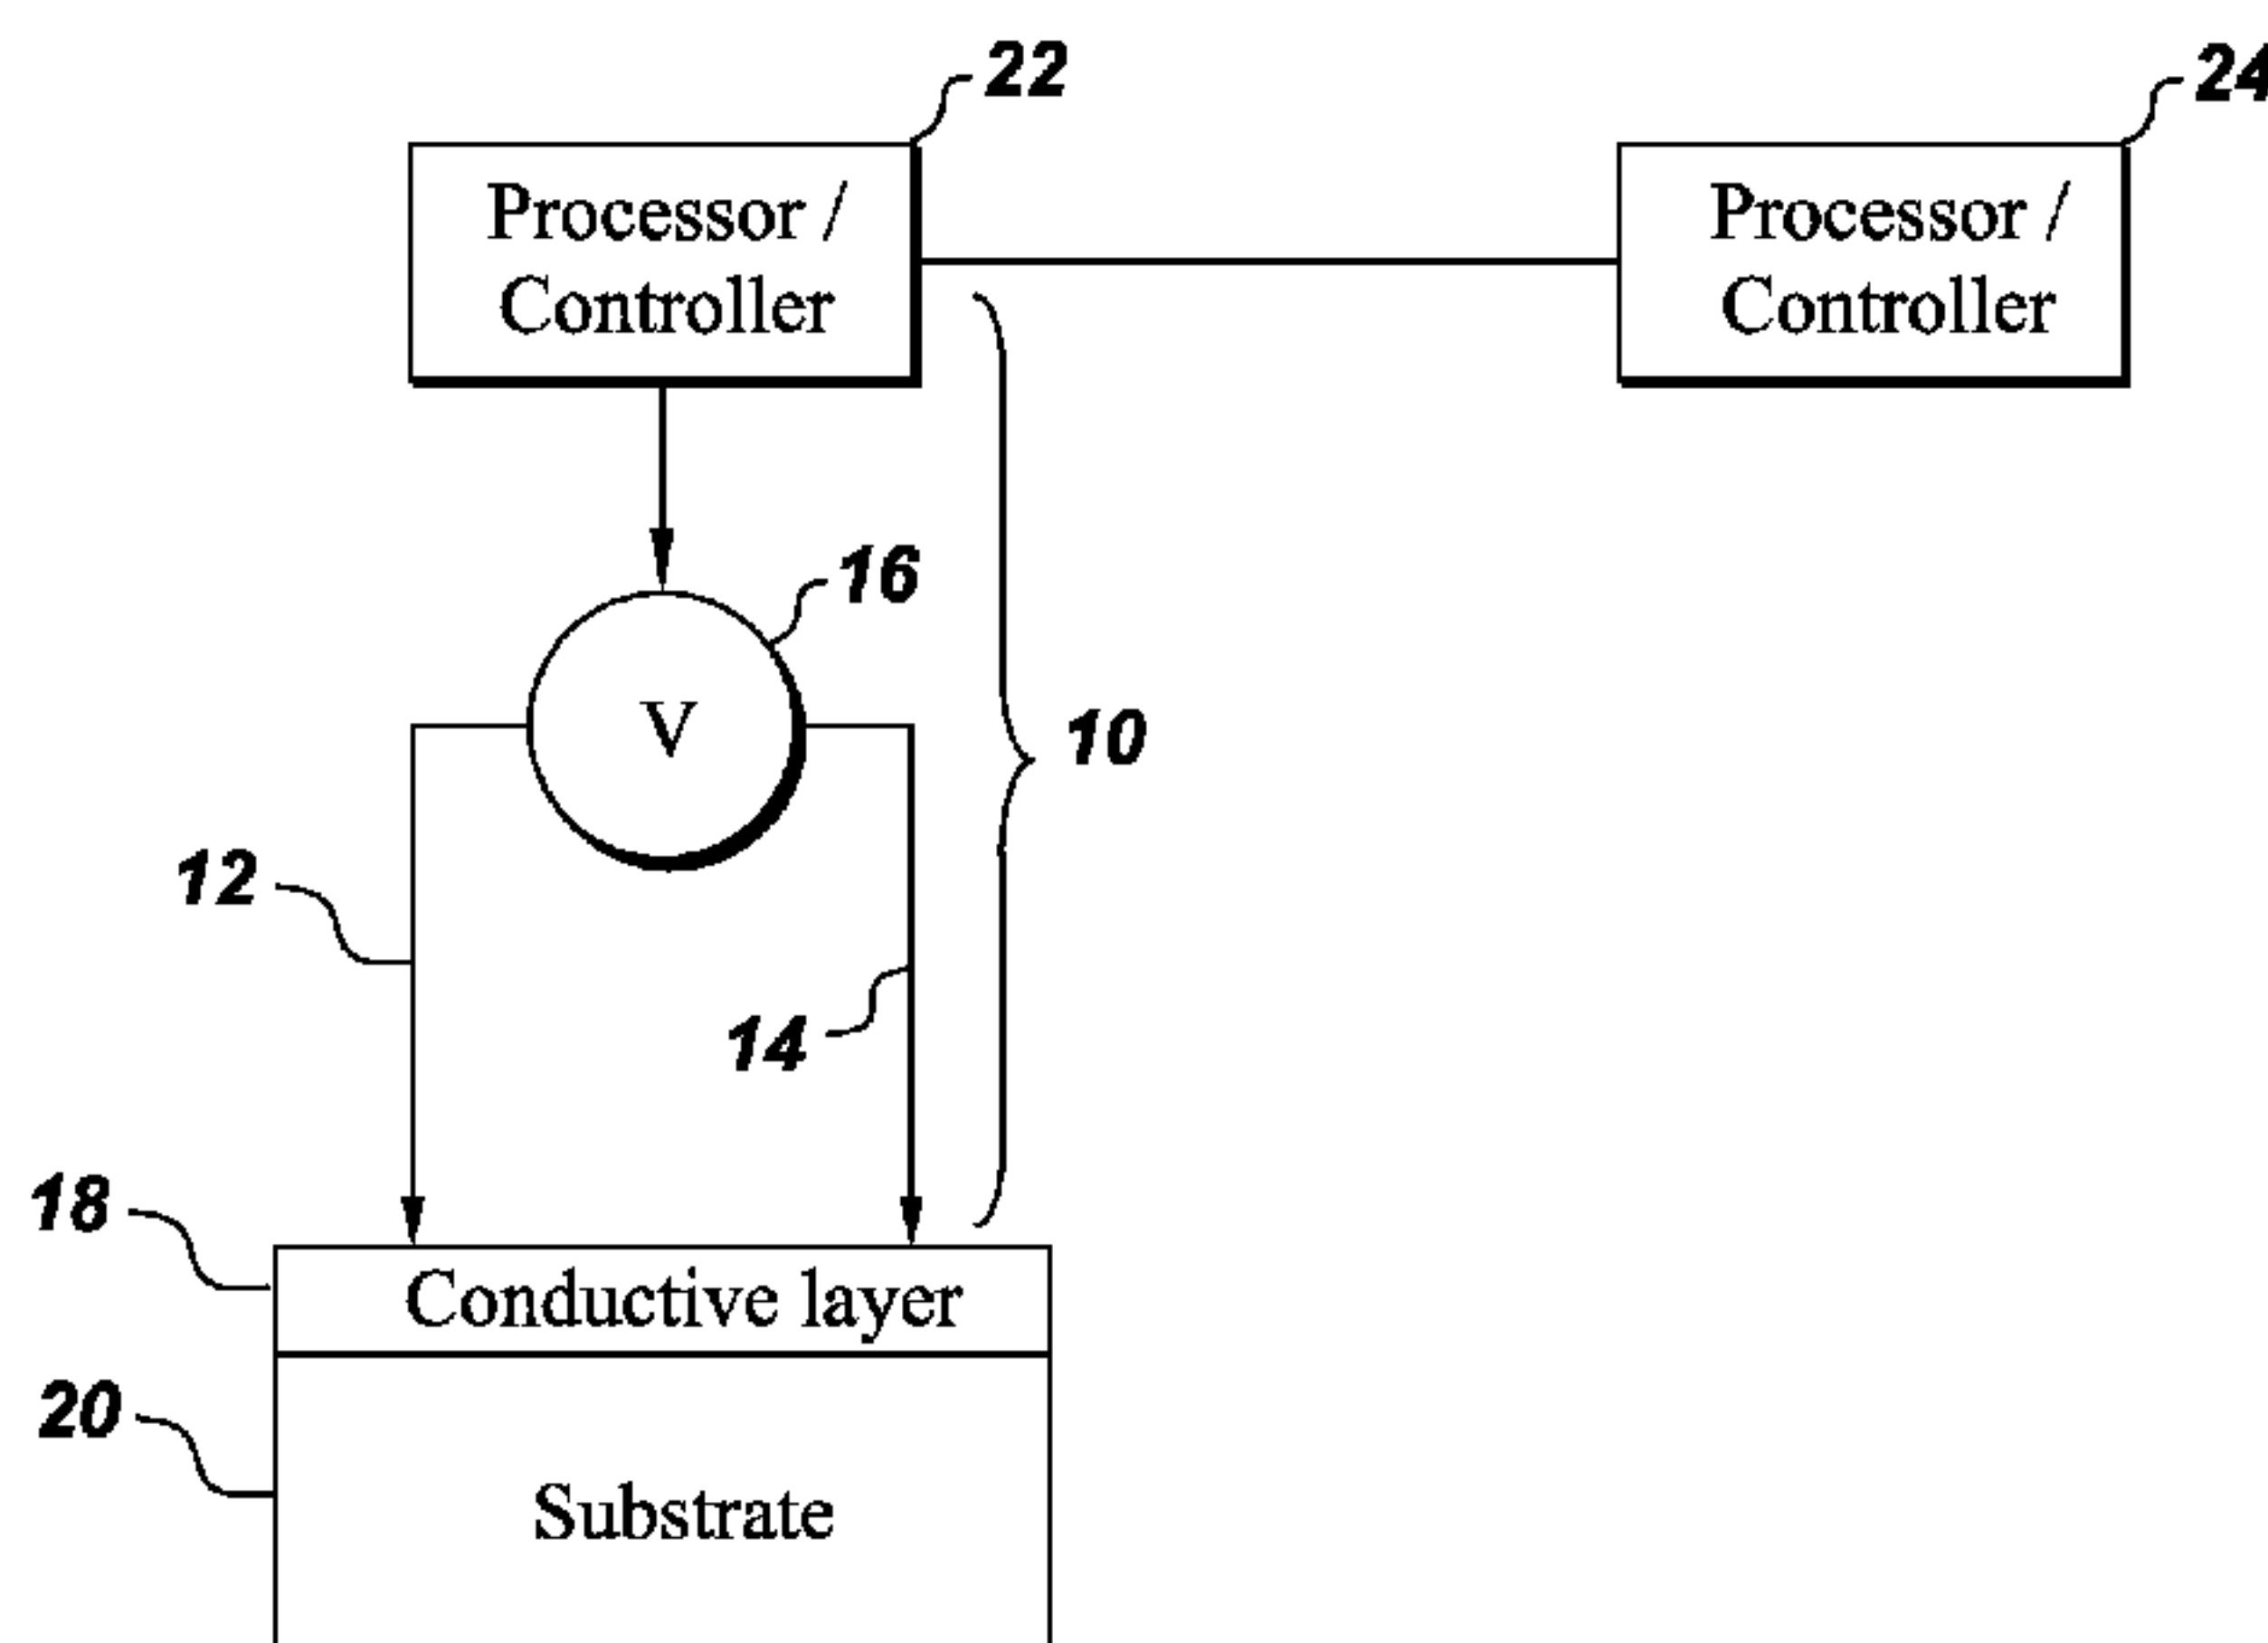 22
24
Processor /
Controller
Processor /
Controller
16
V
10
12
14
18
Conductive layer
20
Substrate